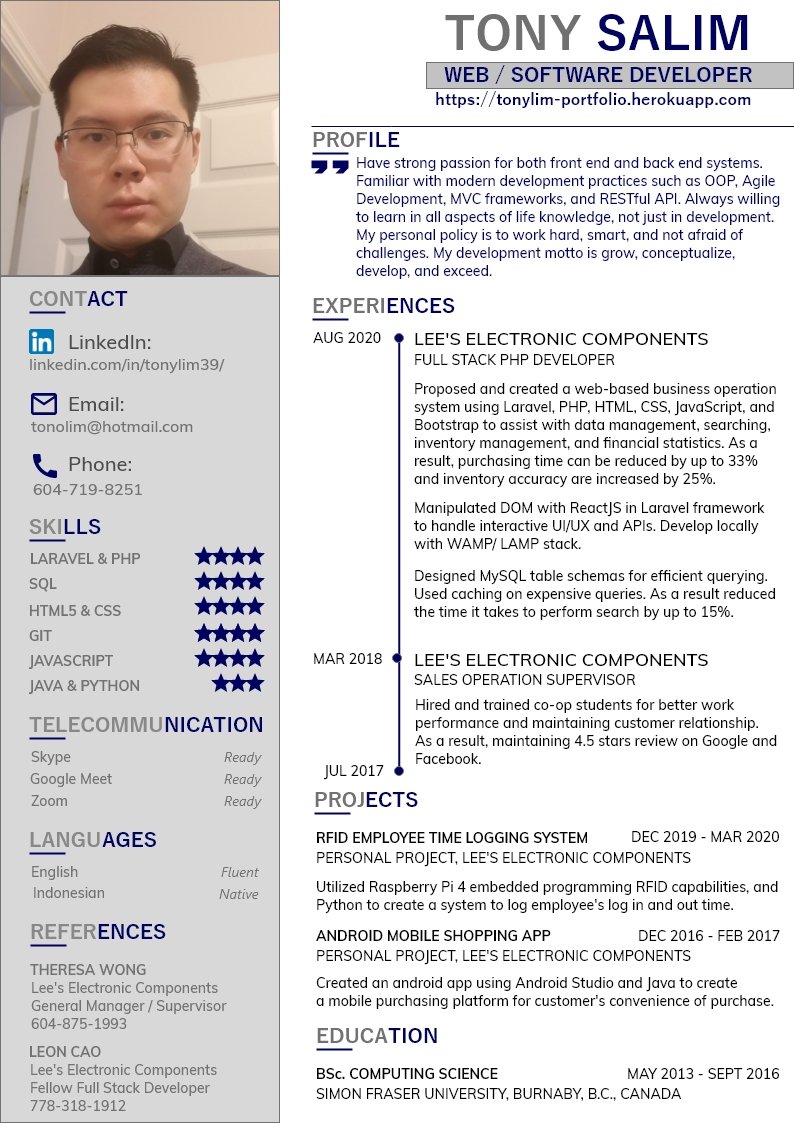 TONY SALIM
WEB / SOFTWARE DEVELOPER
https://tonylim-portfolio.herokuapp.com
PROFILE
Have strong passion for both front end and back end systems.
Familiar with modern development practices such as OOP, Agile
Development, MVC frameworks, and RESTful API. Always willing
to learn in all aspects of life knowledge, not just in development.
My personal policy is to work hard, smart, and not afraid of
challenges. My development motto is grow, conceptualize,
develop, and exceed.
CONTACT
LinkedIn:
linkedin.com/in/tonylim39/
Email:
tonolim@hotmail.com
Phone:
604-719-8251
SKILLS
LARAVEL & PHP
SQL
HTML5 & CSS
GIT
JAVASCRIPT
JAVA & PYTHON
TELECOMMUNICATION
Skype Ready
Google Meet Ready
Zoom Ready
LANGUAGES
English Fluent
Indonesian Native
REFERENCES
THERESA WONG
Lee's Electronic Components
General Manager / Supervisor
604-875-1993
LEON CAO
Lee's Electronic Components
Fellow Full Stack Developer
778-318-1912
EXPERIENCES
AUG 2020 LEE'S ELECTRONIC COMPONENTS
FULL STACK PHP DEVELOPER
Proposed and created a web-based business operation
system using Laravel, PHP, HTML, CSS, JavaScript, and
Bootstrap to assist with data management, searching,
inventory management, and financial statistics. As a
result, purchasing time can be reduced by up to 33%
and inventory accuracy are increased by 25%.
Manipulated DOM with ReactJS in Laravel framework
to handle interactive UI/UX and APIs. Develop locally
with WAMP/ LAMP stack.
Designed MySQL table schemas for efficient querying.
Used caching on expensive queries. As a result reduced
the time it takes to perform search by up to 15%.
MAR 2018 LEE'S ELECTRONIC COMPONENTS
SALES OPERATION SUPERVISOR
Hired and trained co-op students for better work
performance and maintaining customer relationship.
As a result, maintaining 4.5 stars review on Google and
Facebook.
JUL 2017
PROJECTS
RFID EMPLOYEE TIME LOGGING SYSTEM DEC 2019 - MAR 2020
PERSONAL PROJECT, LEE'S ELECTRONIC COMPONENTS
Utilized Raspberry Pi 4 embedded programming RFID capabilities, and
Python to create a system to log employee's log in and out time.
ANDROID MOBILE SHOPPING APP DEC 2016 - FEB 2017
PERSONAL PROJECT, LEE'S ELECTRONIC COMPONENTS
Created an android app using Android Studio and Java to create
a mobile purchasing platform for customer's convenience of purchase.
EDUCATION
BSc. COMPUTING SCIENCE MAY 2013 - SEPT 2016
SIMON FRASER UNIVERSITY, BURNABY, B.C., CANADA